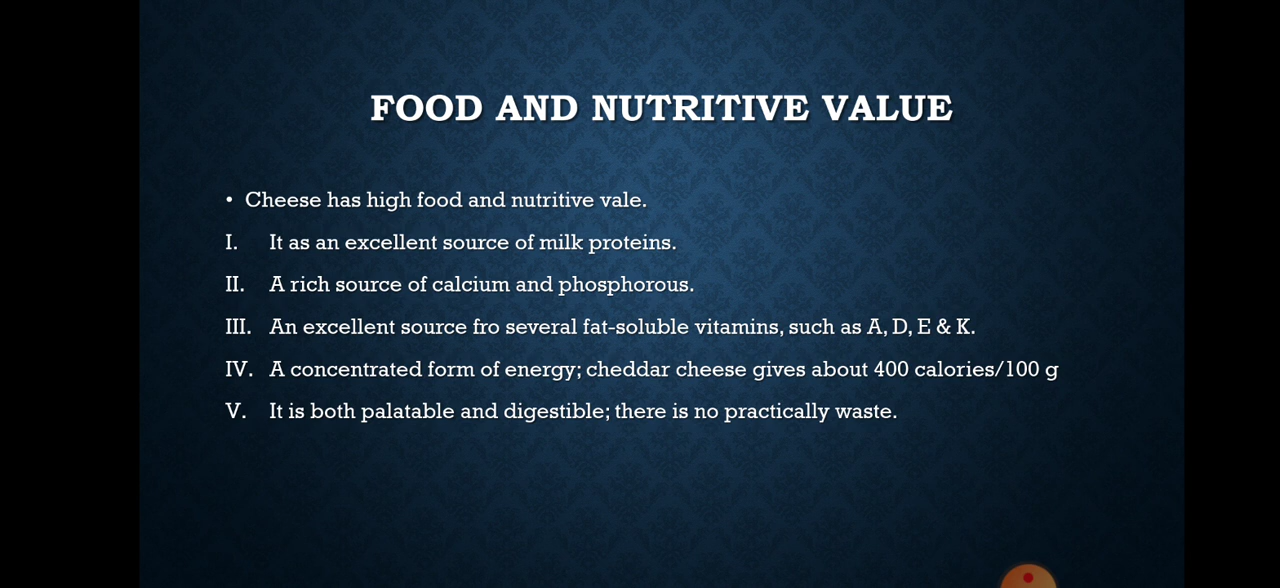 FOOD AND NUTRITIVE VALUE
• Cheese has high food and nutritive vale.
I. It as an excellent source of milk proteins.
II. A rich source of calcium and phosphorous.
III. An excellent source fro several fat-soluble vitamins, such as A, D, E & K.
IV. A concentrated form of energy; cheddar cheese gives about 400 calories/100 g
V. It is both palatable and digestible; there is no practically waste.